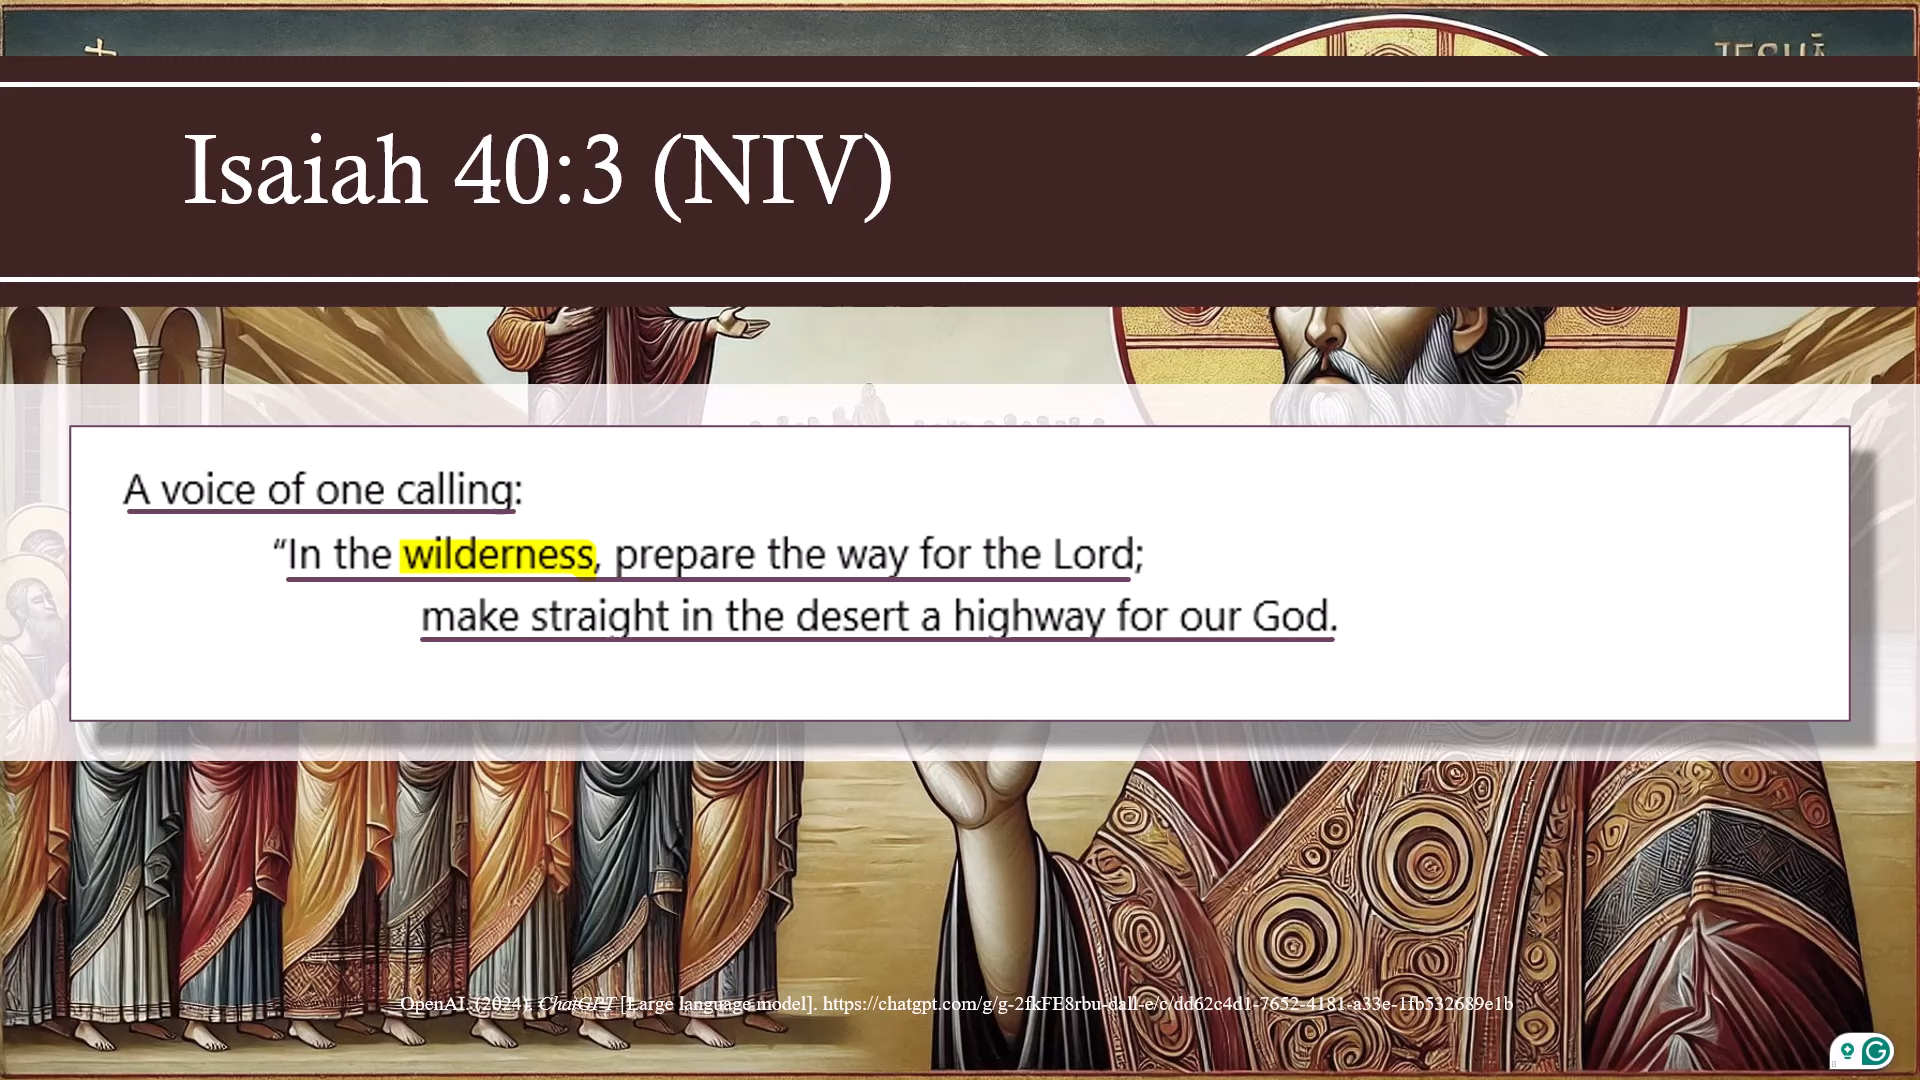 JESUĀ
Isaiah 40:3 (NIV)
A voice of one calling:
“In the wilderness, prepare the way for the Lord;
make straight in the desert a highway for our God.
OpenAI. (2024). ChatGPT [Large language model]. https://chatgpt.com/g/g-2fkFE8rbu-dall-e/c/dd62c4d1-7652-4181-a33e-1fb532689e1b